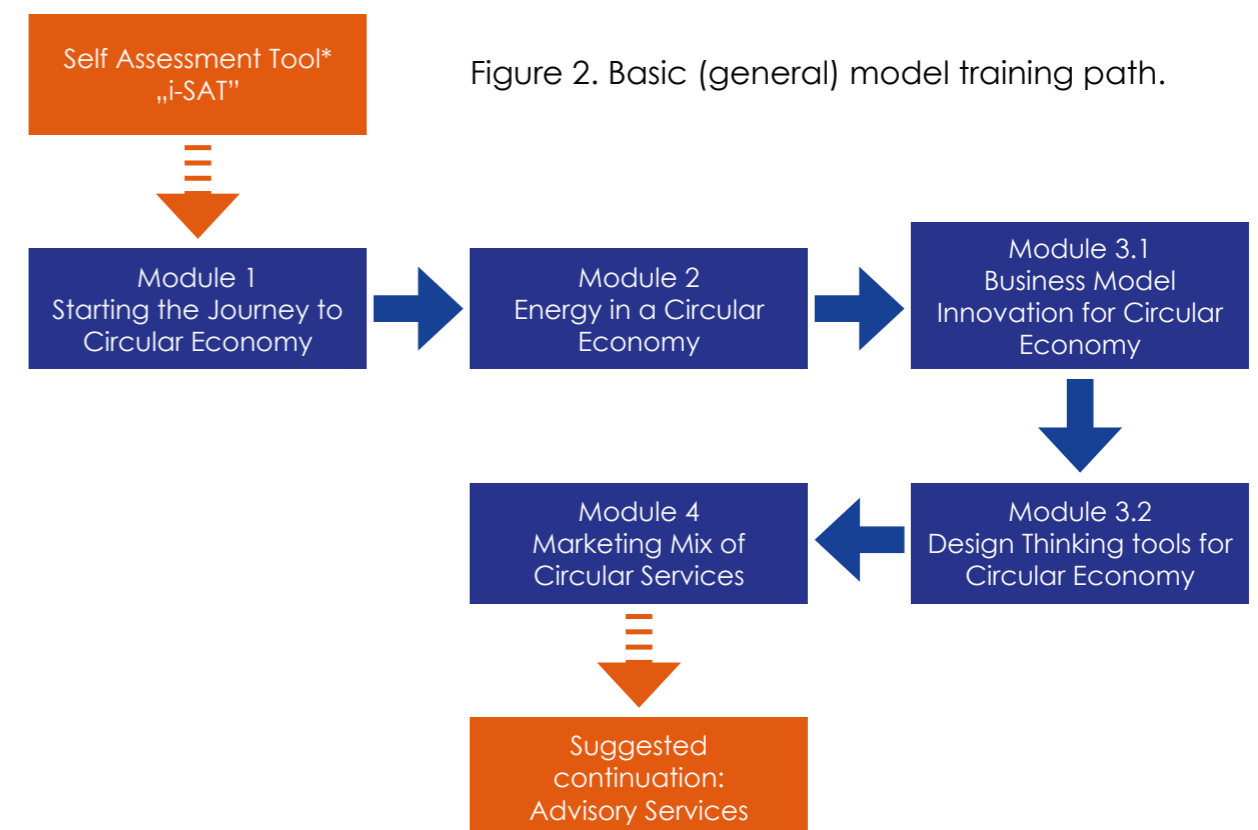 Self Assessment Tool*
„i-SAT”
Figure 2. Basic (general) model training path.
Module 1
Starting the Journey to
Circular Economy
Module 2
Energy in a Circular
Economy
Module 3.1
Business Model
Innovation for Circular
Economy
Module 3.2
Design Thinking tools for
Circular Economy
Module 4
Marketing Mix of
Circular Services
Suggested
continuation:
Advisory Services